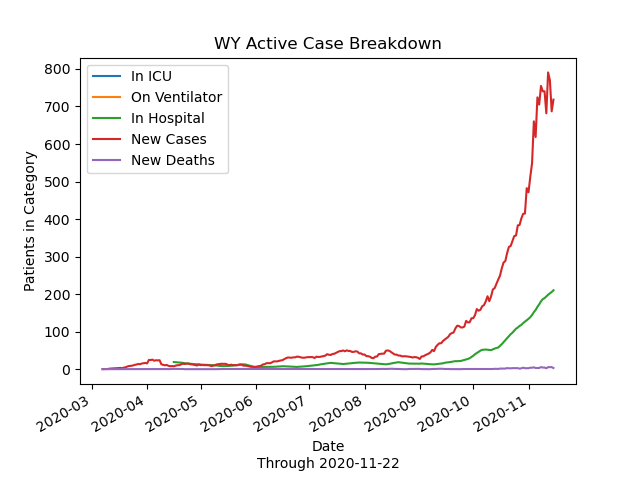 WY Active Case Breakdown
In ICU
On Ventilator
In Hospital
New Cases
New Deaths
Patients in Category
800
700
600
500
400
300
200
100
0
2020-03
2020-04
2020-05
2020-06
2020-07
2020-08
2020-09
2020-10
2020-11
Date
Through 2020-11-22